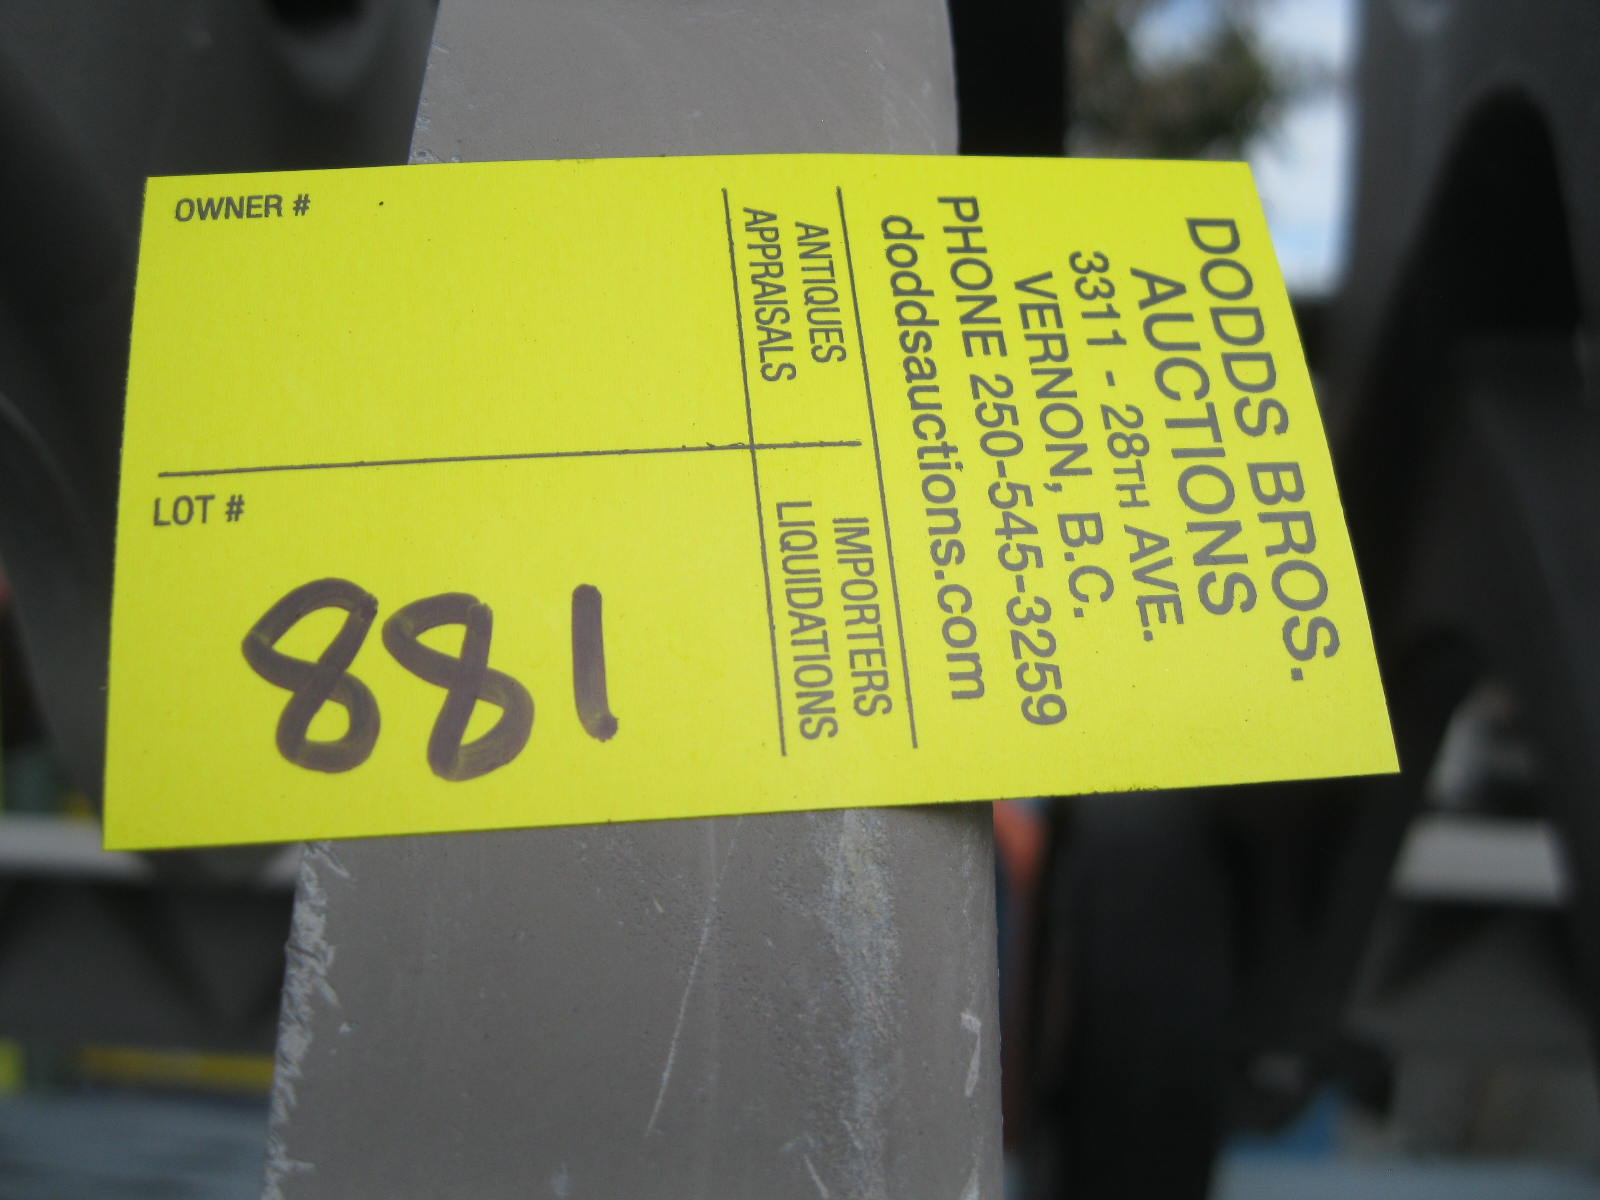 DODDS BROS.
AUCTIONS
3311 - 28TH AVE.
VERNON, B.C.
PHONE 250-545-3259
doddsauctions.com
ANTIQUES
APPRAISALS
IMPORTERS
LIQUIDATIONS
OWNER #
LOT #
881